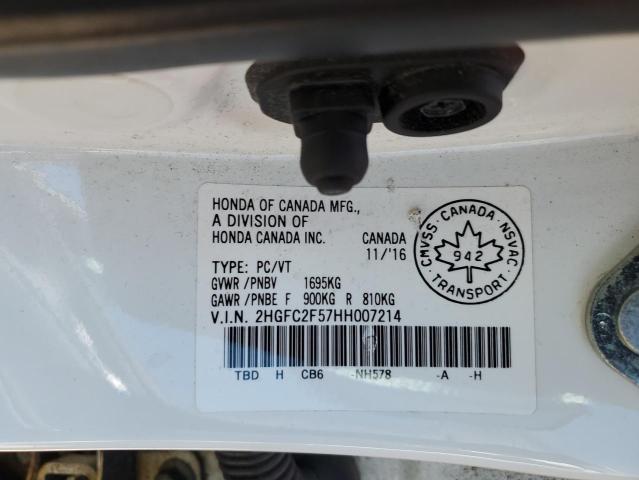 HONDA OF CANADA MFG.,
A DIVISION OF
HONDA CANADA INC. CANADA
11/'16
TYPE: PC/VT
GVWR /PNBV 1695KG
GAWR /PNBE F 900KG R 810KG
V.I.N. 2HGFC2F57HH007214
TBD H CB6 -NH578 -A -H
CMVSS · CANADA · NSVAC
942
· TRANSPORT ·